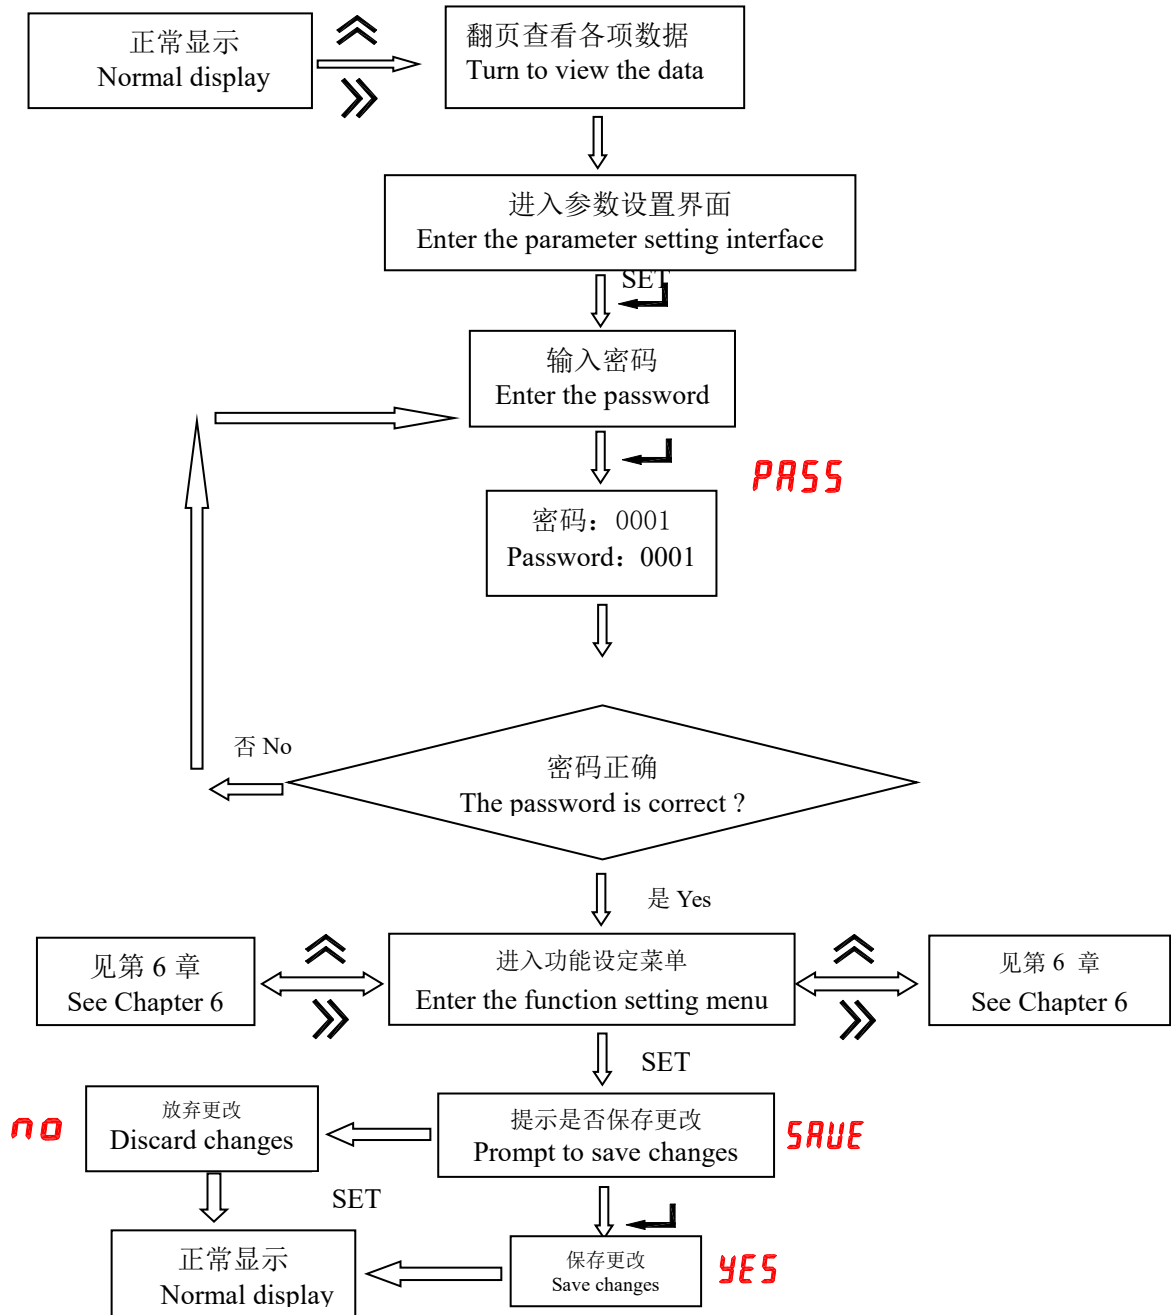 正常显示
Normal display
翻页查看各项数据
Turn to view the data
进入参数设置界面
Enter the parameter setting interface
SET
输入密码
Enter the password
PASS
密码：0001
Password：0001
否 No
密码正确
The password is correct ?
是 Yes
见第 6 章
See Chapter 6
进入功能设定菜单
Enter the function setting menu
见第 6 章
See Chapter 6
SET
no
放弃更改
Discard changes
提示是否保存更改
Prompt to save changes
SAVE
SET
正常显示
Normal display
保存更改
Save changes
YES